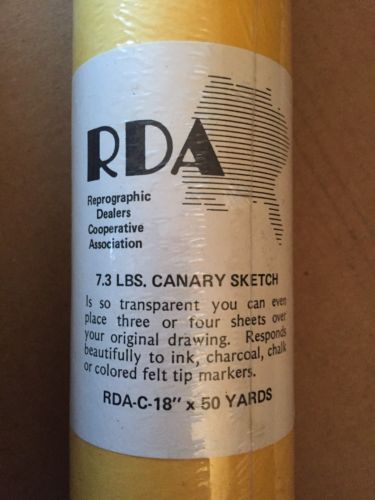 RDA
Reprographic
Dealers
Cooperative
Association
7.3 LBS. CANARY SKETCH
Is so transparent you can even
place three or four sheets over
your original drawing. Responds
beautifully to ink, charcoal, chalk
or colored felt tip markers.
RDA-C-18" x 50 YARDS